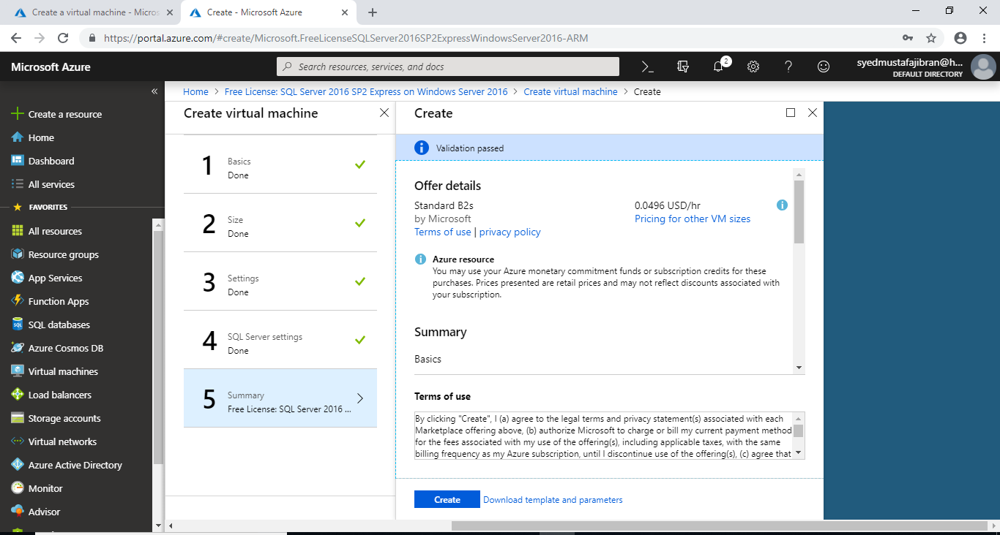 Create a virtual machine - Micros
Create - Microsoft Azure
https://portal.azure.com/#create/Microsoft.FreeLicenseSQLServer2016SP2ExpressWindowsServer2016-ARM
Microsoft Azure
Search resources, services, and docs
2
syedmustafajibran@h...
DEFAULT DIRECTORY
Create a resource
Home
Dashboard
All services
FAVORITES
All resources
Resource groups
App Services
Function Apps
SQL databases
Azure Cosmos DB
Virtual machines
Load balancers
Storage accounts
Virtual networks
Azure Active Directory
Monitor
Advisor
Home > Free License: SQL Server 2016 SP2 Express on Windows Server 2016 > Create virtual machine > Create
Create virtual machine
1
Basics
Done
2
Size
Done
3
Settings
Done
4
SQL Server settings
Done
5
Summary
Free License: SQL Server 2016 ...
Create
Validation passed
Offer details
Standard B2s
0.0496 USD/hr
by Microsoft
Pricing for other VM sizes
Terms of use | privacy policy
Azure resource
You may use your Azure monetary commitment funds or subscription credits for these
purchases. Prices presented are retail prices and may not reflect discounts associated with
your subscription.
Summary
Basics
Terms of use
By clicking "Create", I (a) agree to the legal terms and privacy statement(s) associated with each
Marketplace offering above, (b) authorize Microsoft to charge or bill my current payment method
for the fees associated with my use of the offering(s), including applicable taxes, with the same
billing frequency as my Azure subscription, until I discontinue use of the offering(s), (c) agree that
Create
Download template and parameters